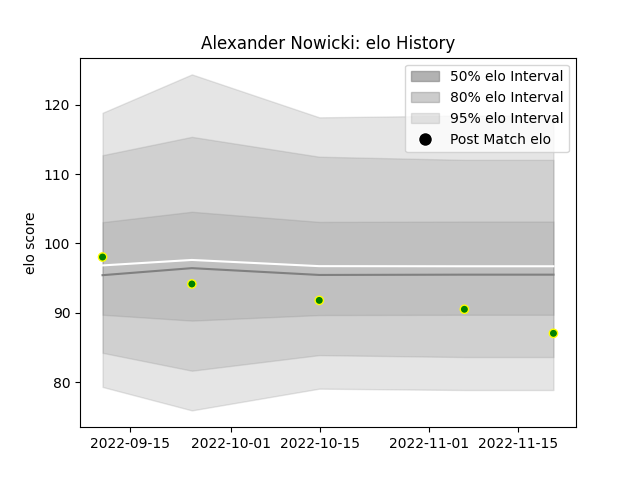 Alexander Nowicki: elo History
50% elo Interval
80% elo Interval
95% elo Interval
Post Match elo
elo score
120
110
100
90
80
2022-09-15 2022-10-01 2022-10-15 2022-11-01 2022-11-15